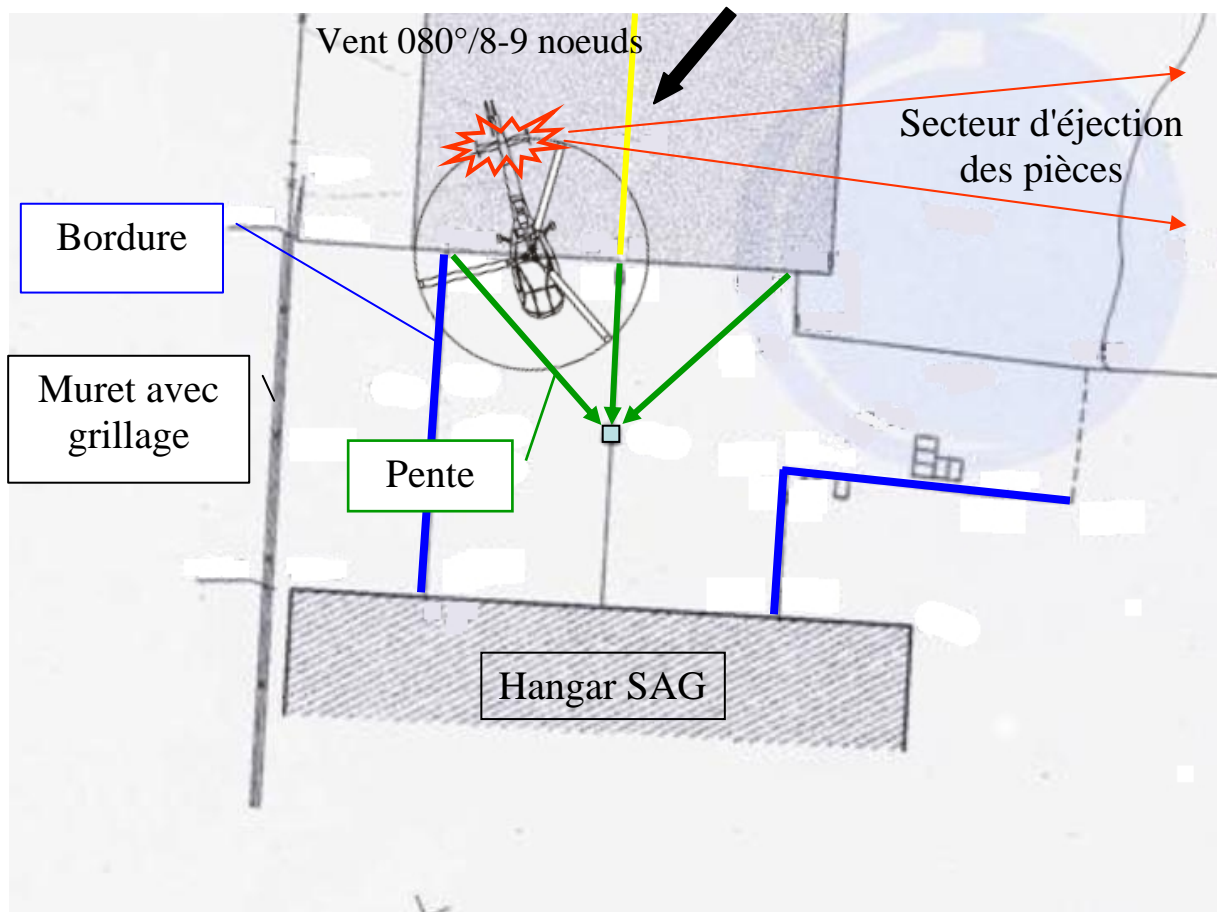 Vent 080°/8-9 noeuds
Secteur d'éjection
des pièces
Bordure
Muret avec
grillage
Pente
Hangar SAG